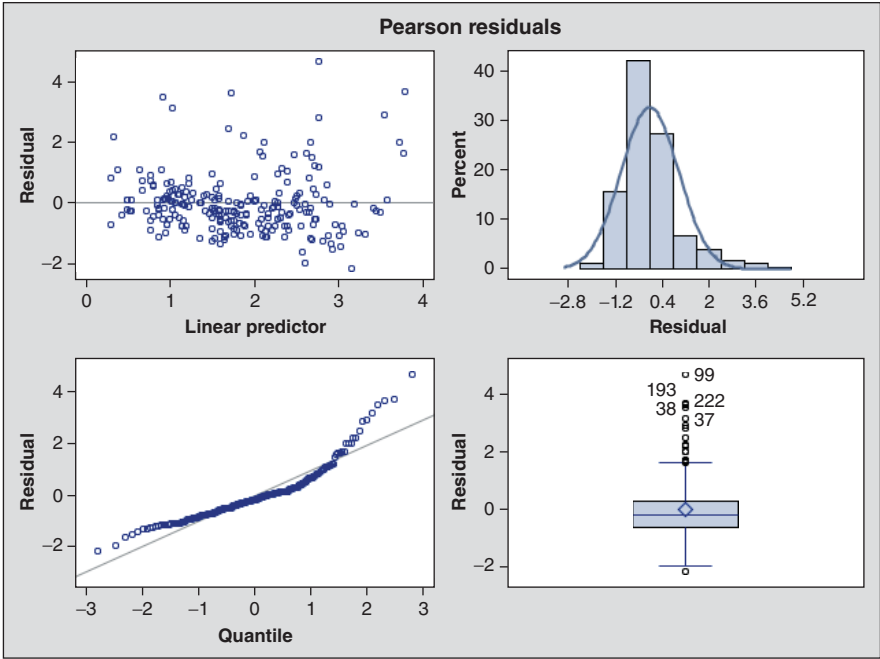 Pearson residuals
Residual
4
2
0
−2
0 1 2 3 4
Linear predictor
Percent
40
30
20
10
0
−2.8 −1.2 0.4 2 3.6 5.2
Residual
Residual
4
2
0
−2
−3 −2 −1 0 1 2 3
Quantile
Residual
4
2
0
−2
99
193
222
38
37